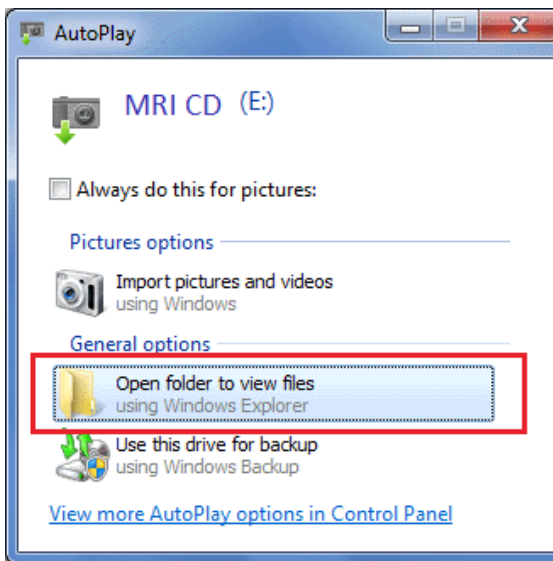 AutoPlay
MRI CD (E:)
Always do this for pictures:
Pictures options
Import pictures and videos
using Windows
General options
Open folder to view files
using Windows Explorer
Use this drive for backup
using Windows Backup
View more AutoPlay options in Control Panel